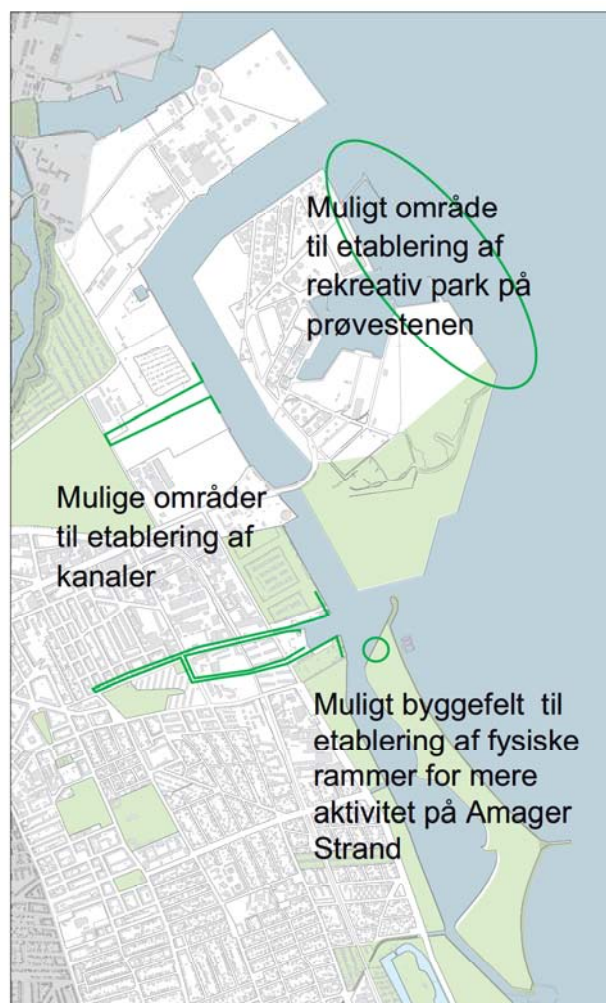 Muligt område
til etablering af
rekreativ park på
prøvestenen
Mulige områder
til etablering af
kanaler
Muligt byggefelt til
etablering af fysiske
rammer for mere
aktivitet på Amager
Strand